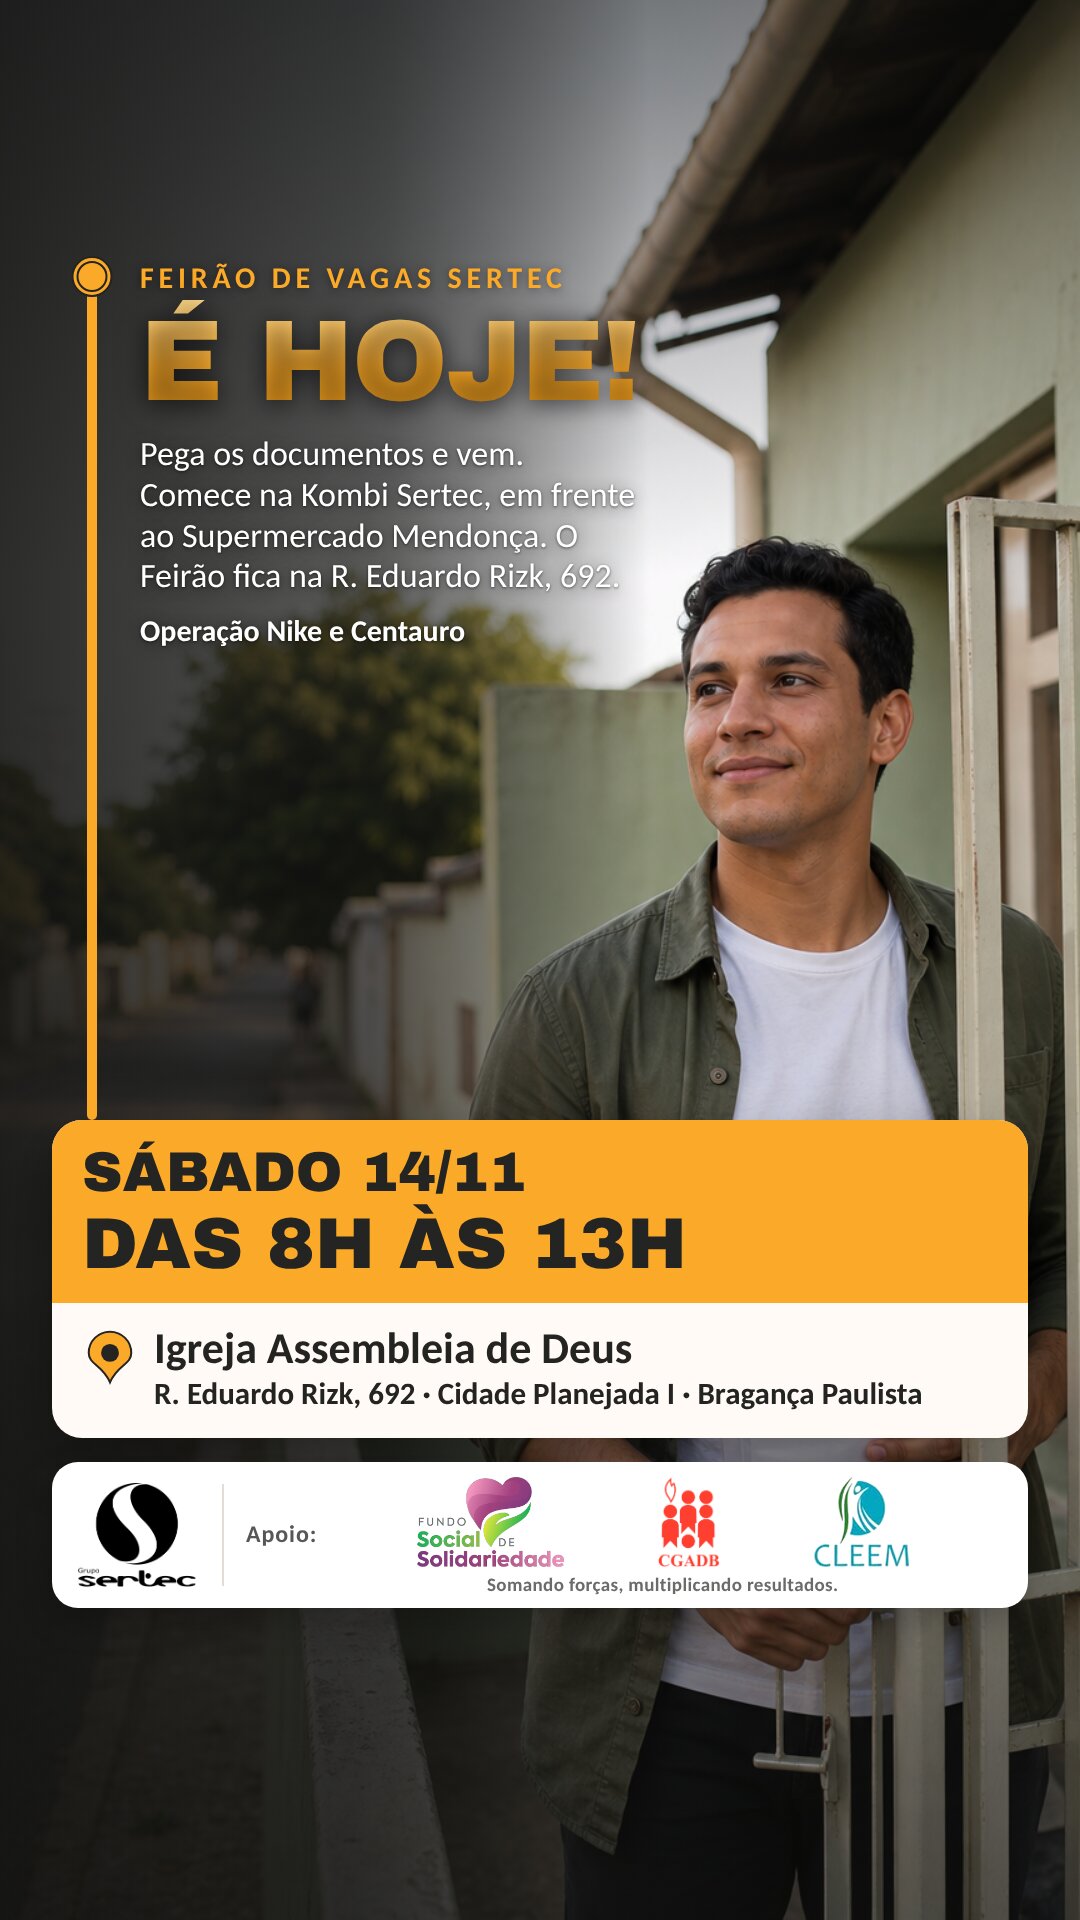 FEIRÃO DE VAGAS SERTEC
É HOJE!
Pega os documentos e vem.
Comece na Kombi Sertec, em frente
ao Supermercado Mendonça. O
Feirão fica na R. Eduardo Rizk, 692.
Operação Nike e Centauro
SÁBADO 14/11
DAS 8H ÀS 13H
Igreja Assembleia de Deus
R. Eduardo Rizk, 692 · Cidade Planejada I · Bragança Paulista
Grupo
sertec
Apoio:
FUNDO
Social DE
Solidariedade
CGADB
CLEEM
Somando forças, multiplicando resultados.